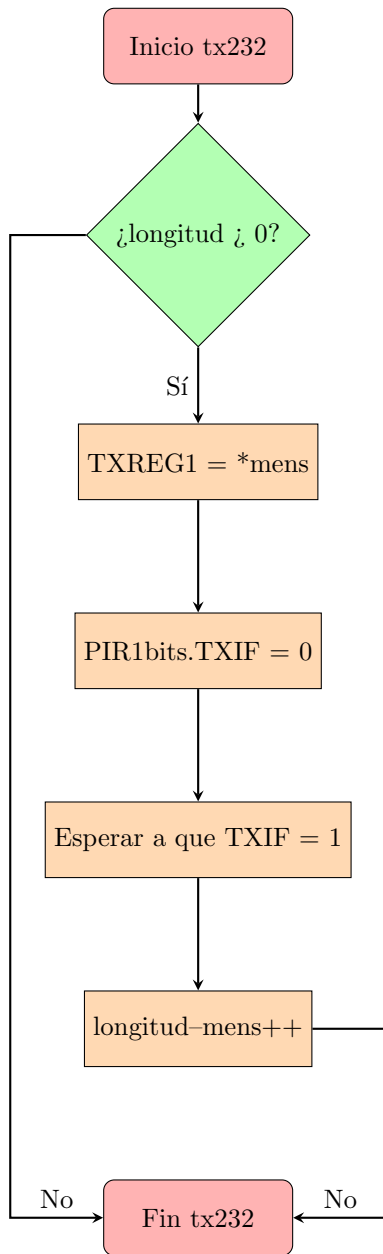 Inicio tx232
¿longitud ¿ 0?
Sí
TXREG1 = *mens
PIR1bits.TXIF = 0
Esperar a que TXIF = 1
longitud–mens++
No
Fin tx232
No